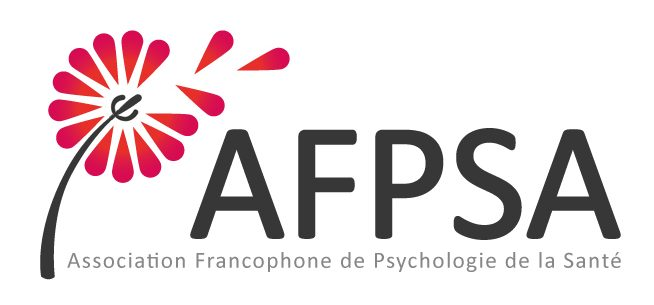 AFPSA
Association Francophone de Psychologie de la Santé